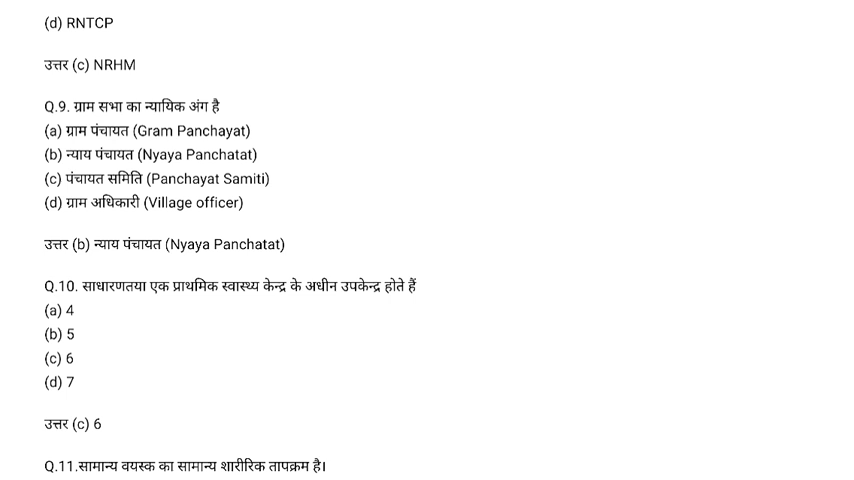 (d) RNTCP
उत्तर (c) NRHM
Q.9. ग्राम सभा का न्यायिक अंग है
(a) ग्राम पंचायत (Gram Panchayat)
(b) न्याय पंचायत (Nyaya Panchatat)
(c) पंचायत समिति (Panchayat Samiti)
(d) ग्राम अधिकारी (Village officer)
उत्तर (b) न्याय पंचायत (Nyaya Panchatat)
Q.10. साधारणतया एक प्राथमिक स्वास्थ्य केन्द्र के अधीन उपकेन्द्र होते हैं
(a) 4
(b) 5
(c) 6
(d) 7
उत्तर (c) 6
Q.11.सामान्य वयस्क का सामान्य शारीरिक तापक्रम है।